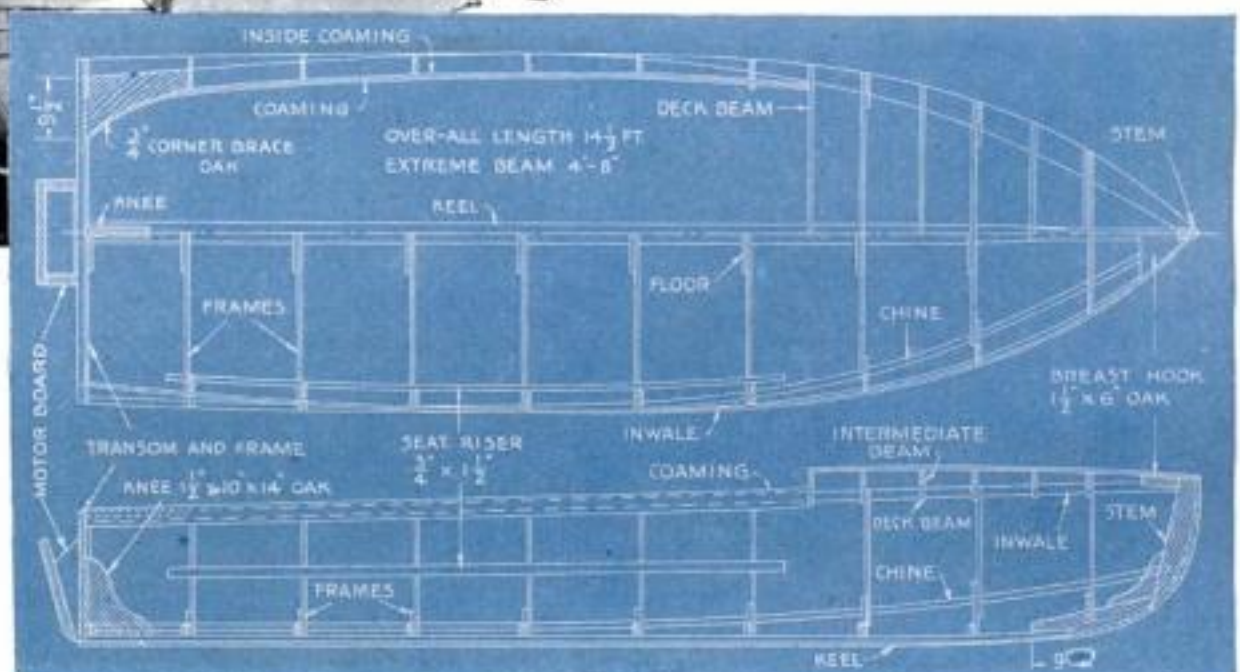 INSIDE COAMING
COAMING
DECK BEAM
STEM
3/4" CORNER BRACE
OAK
OVER-ALL LENGTH 14 1/2 FT.
EXTREME BEAM 4'-8"
KNEE
KEEL
FRAMES
FLOOR
CHINE
MOTOR BOARD
BREAST HOOK
1 1/2" x 6" OAK
TRANSOM AND FRAME
SEAT RISER
3/4" x 1 1/2"
INWALE
INTERMEDIATE
BEAM
COAMING
KNEE 1 1/2" x 10" x 14" OAK
DECK BEAM
STEM
INWALE
CHINE
FRAMES
KEEL